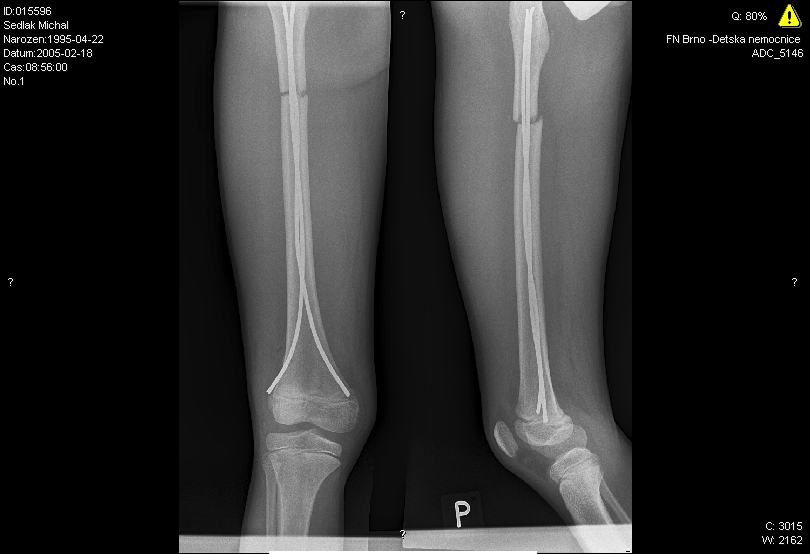 ID:015596
Sedlak Michal
Narozen:1995-04-22
Datum:2005-02-18
Cas:08:56:00
No.1
?
Q: 80%
FN Brno -Detska nemocnice
ADC_5146
?
?
P
?
C: 3015
W: 2162